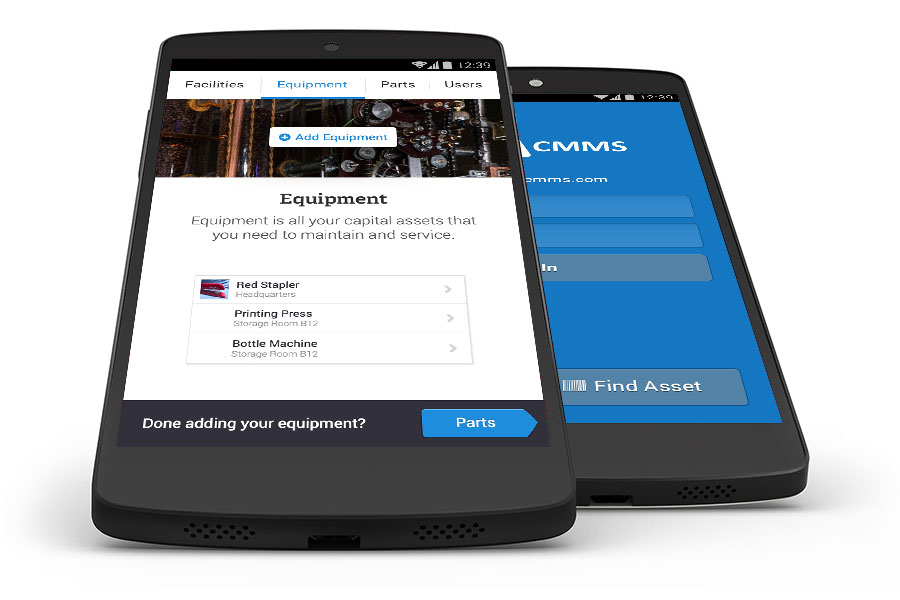 12:39
Facilities Equipment Parts Users
Add Equipment
Equipment
Equipment is all your capital assets that
you need to maintain and service.
Red Stapler
Headquarters
Printing Press
Storage Room B12
Bottle Machine
Storage Room B12
Done adding your equipment?
Parts
12:39
CMMS
cmms.com
In
Find Asset